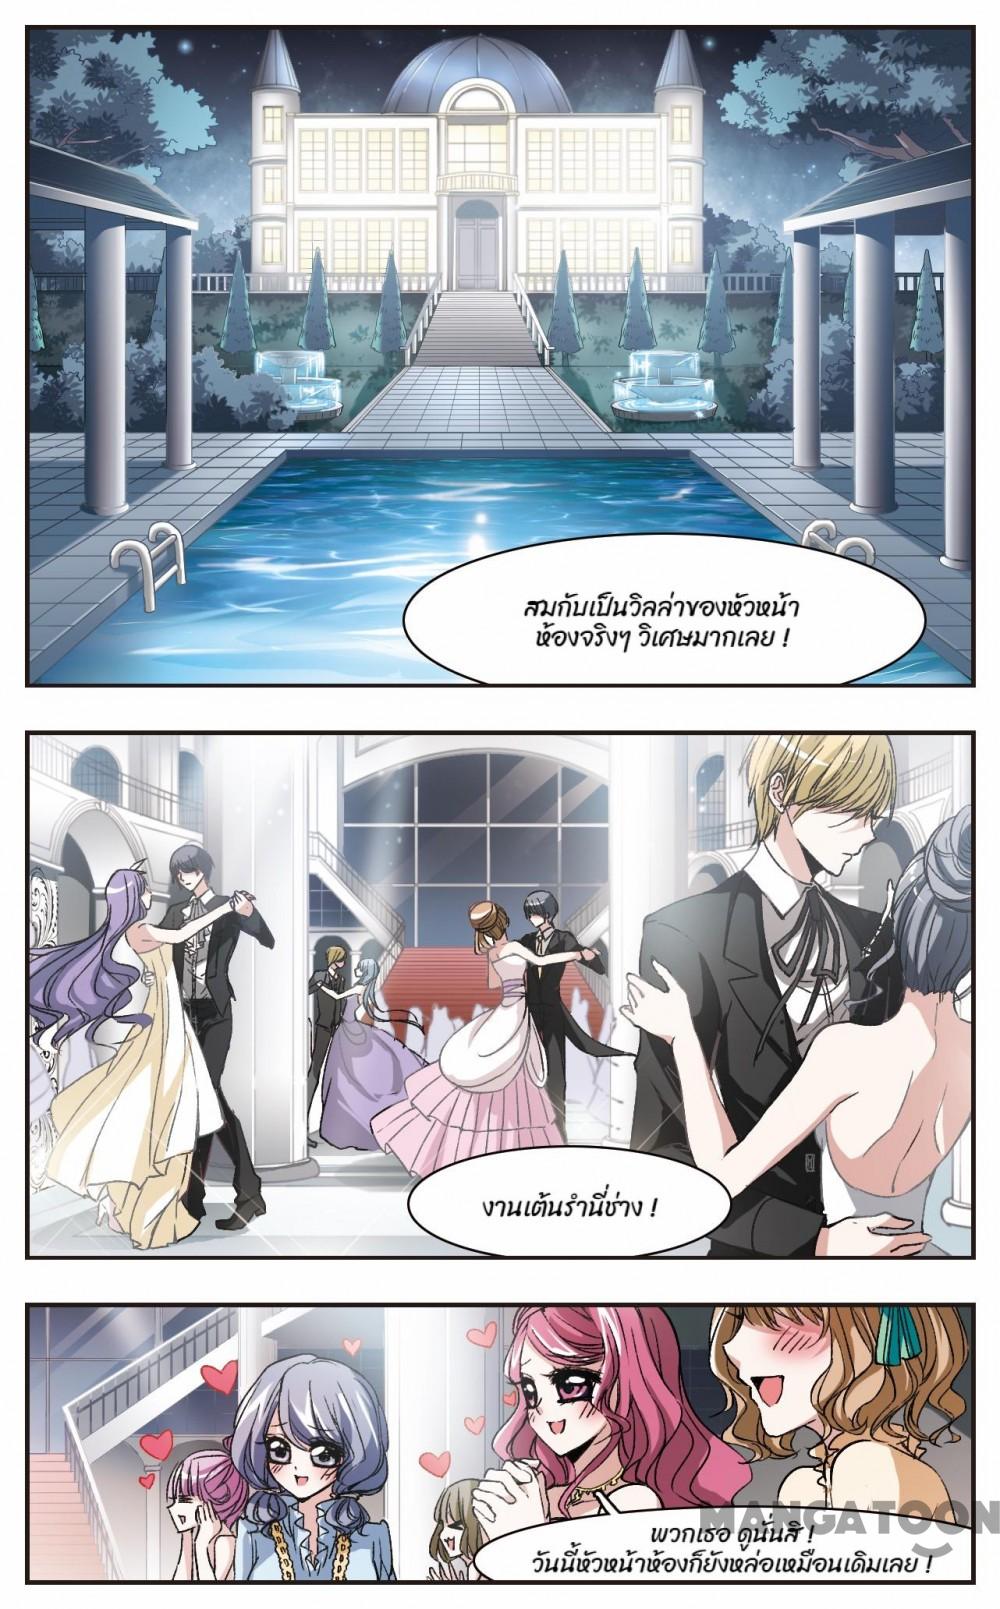 สมกับเป็นวิลล่าของหัวหน้า
ห้องจริงๆ วิเศษมากเลย !
งานเต้นรำนี่ช่าง !
MANGATOON
พวกเธอ ดูนั่นสิ !
วันนี้หัวหน้าห้องก็ยังหล่อเหมือนเดิมเลย !